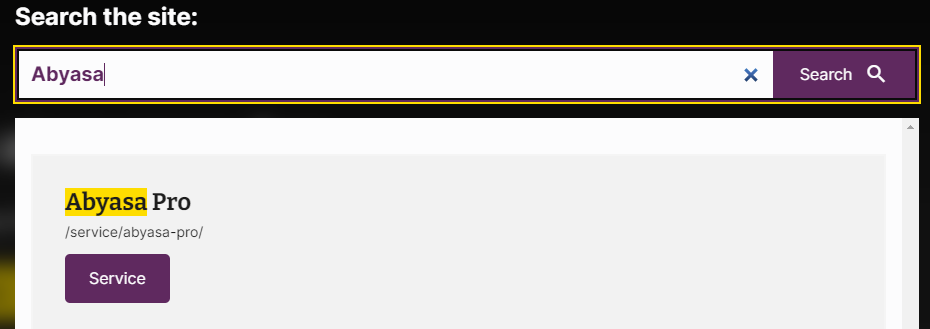 Search the site:
Abyasa
Search
Abyasa Pro
/service/abyasa-pro/
Service